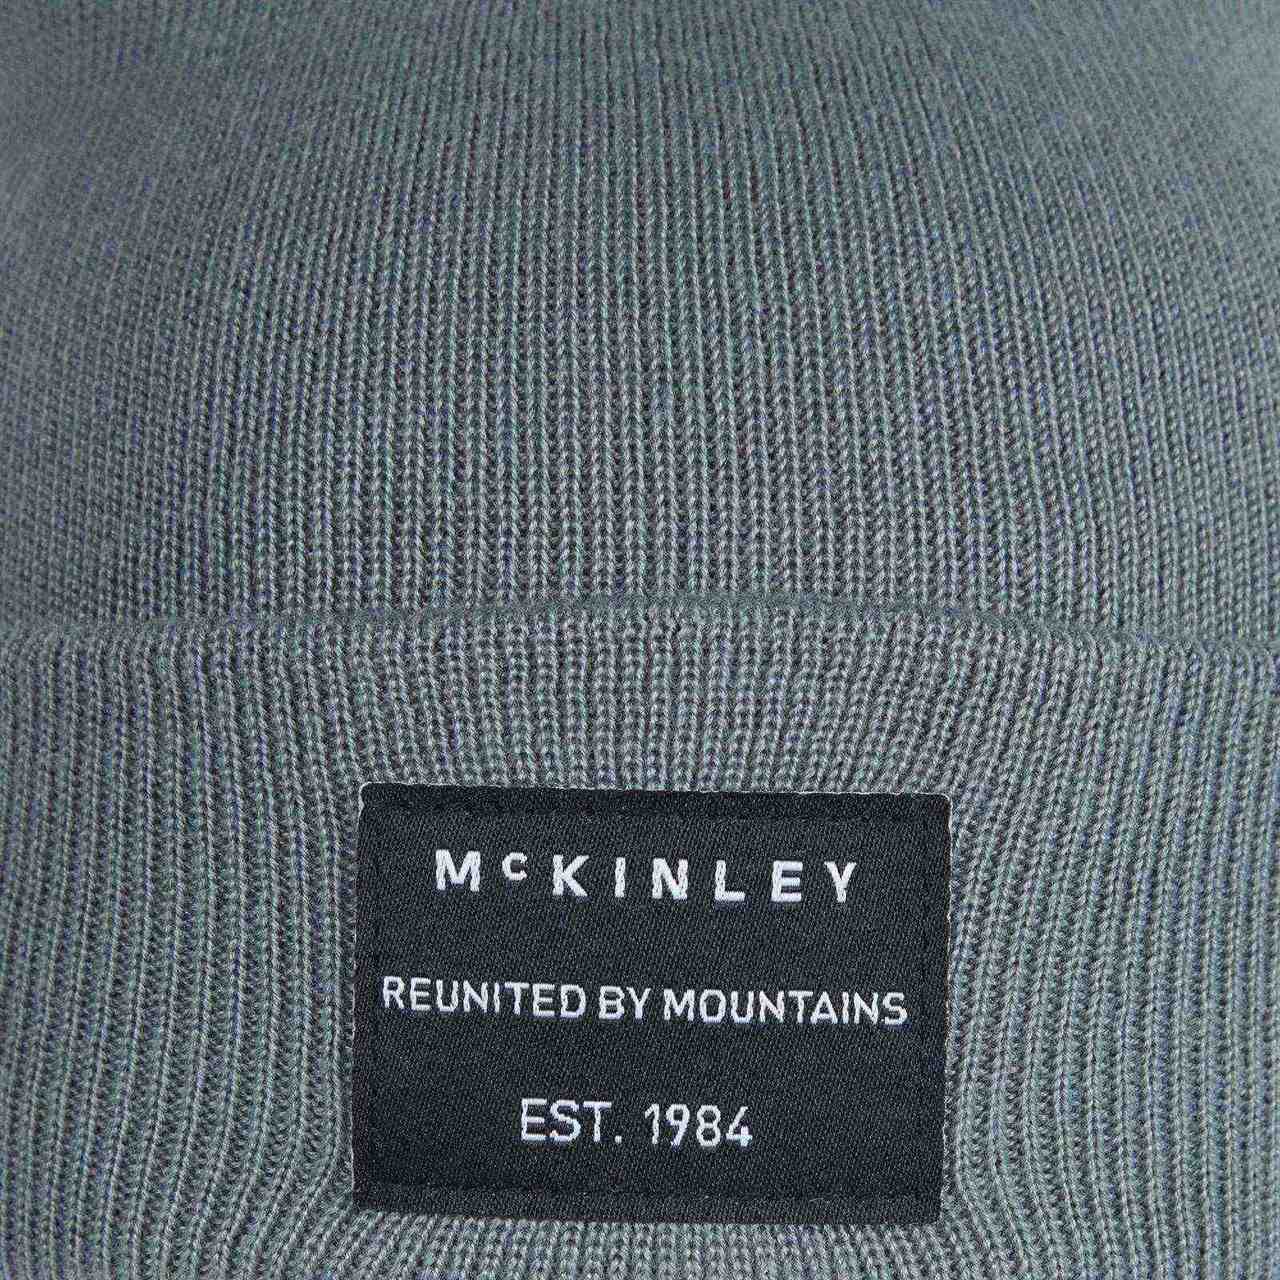 McKINLEY
REUNITED BY MOUNTAINS
EST. 1984